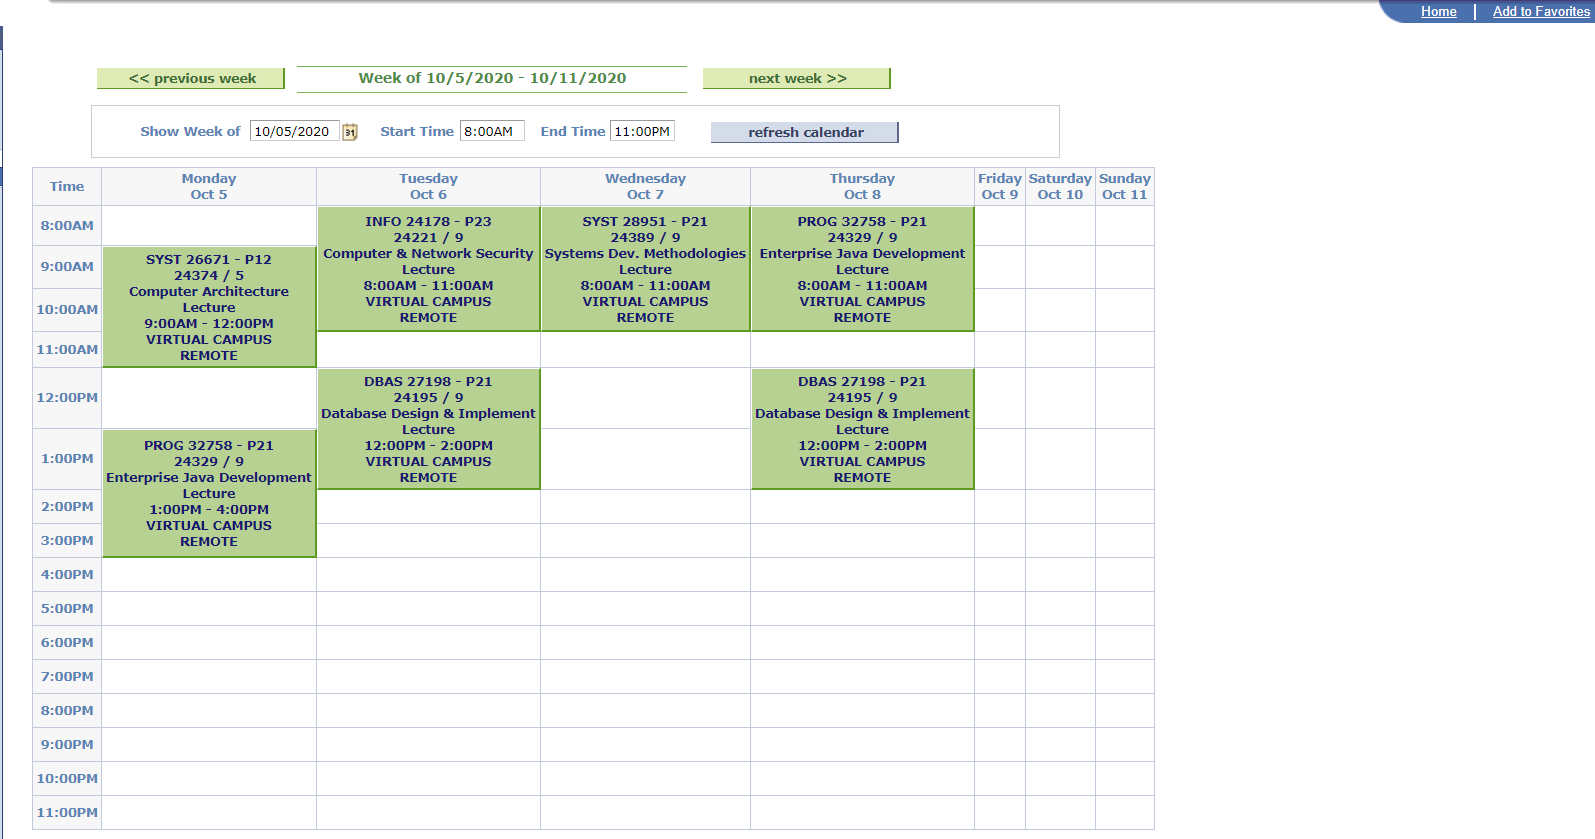 Home | Add to Favorites
<< previous week Week of 10/5/2020 - 10/11/2020 next week >>
Show Week of 10/05/2020 31 Start Time 8:00AM End Time 11:00PM refresh calendar
Time
Monday
Oct 5
Tuesday
Oct 6
Wednesday
Oct 7
Thursday
Oct 8
Friday
Oct 9
Saturday
Oct 10
Sunday
Oct 11
8:00AM
9:00AM
10:00AM
11:00AM
12:00PM
1:00PM
2:00PM
3:00PM
4:00PM
5:00PM
6:00PM
7:00PM
8:00PM
9:00PM
10:00PM
11:00PM
SYST 26671 - P12
24374 / 5
Computer Architecture
Lecture
9:00AM - 12:00PM
VIRTUAL CAMPUS
REMOTE
PROG 32758 - P21
24329 / 9
Enterprise Java Development
Lecture
1:00PM - 4:00PM
VIRTUAL CAMPUS
REMOTE
INFO 24178 - P23
24221 / 9
Computer & Network Security
Lecture
8:00AM - 11:00AM
VIRTUAL CAMPUS
REMOTE
DBAS 27198 - P21
24195 / 9
Database Design & Implement
Lecture
12:00PM - 2:00PM
VIRTUAL CAMPUS
REMOTE
SYST 28951 - P21
24389 / 9
Systems Dev. Methodologies
Lecture
8:00AM - 11:00AM
VIRTUAL CAMPUS
REMOTE
PROG 32758 - P21
24329 / 9
Enterprise Java Development
Lecture
8:00AM - 11:00AM
VIRTUAL CAMPUS
REMOTE
DBAS 27198 - P21
24195 / 9
Database Design & Implement
Lecture
12:00PM - 2:00PM
VIRTUAL CAMPUS
REMOTE